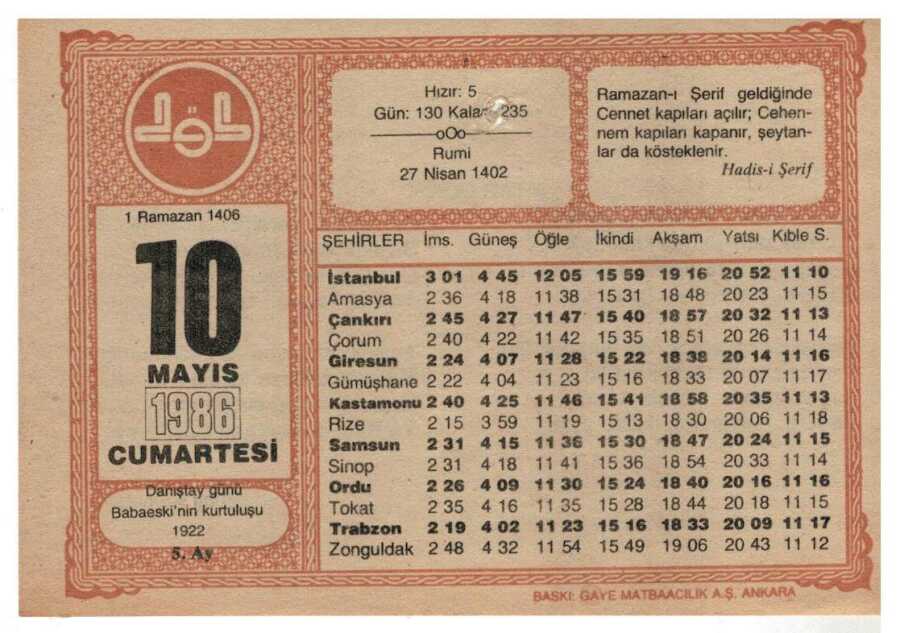 Hızır: 5
Gün: 130 Kalan 235
oOo
Rumi
27 Nisan 1402
Ramazan-ı Şerif geldiğinde
Cennet kapıları açılır; Cehen-
nem kapıları kapanır, şeytan-
lar da kösteklenir.
Hadis-i Şerif
1 Ramazan 1406
10
MAYIS
1986
CUMARTESİ
Danıştay günü
Babaeski'nin kurtuluşu
1922
5. Ay
ŞEHİRLER İms. Güneş Öğle İkindi Akşam Yatsı Kıble S.
İstanbul 3 01 4 45 12 05 15 59 19 16 20 52 11 10
Amasya 2 36 4 18 11 38 15 31 18 48 20 23 11 15
Çankırı 2 45 4 27 11 47 15 40 18 57 20 32 11 13
Çorum 2 40 4 22 11 42 15 35 18 51 20 26 11 14
Giresun 2 24 4 07 11 28 15 22 18 38 20 14 11 16
Gümüşhane 2 22 4 04 11 23 15 16 18 33 20 07 11 17
Kastamonu 2 40 4 25 11 46 15 41 18 58 20 35 11 13
Rize 2 15 3 59 11 19 15 13 18 30 20 06 11 18
Samsun 2 31 4 15 11 36 15 30 18 47 20 24 11 15
Sinop 2 31 4 18 11 41 15 36 18 54 20 33 11 14
Ordu 2 26 4 09 11 30 15 24 18 40 20 16 11 16
Tokat 2 35 4 16 11 35 15 28 18 44 20 18 11 15
Trabzon 2 19 4 02 11 23 15 16 18 33 20 09 11 17
Zonguldak 2 48 4 32 11 54 15 49 19 06 20 43 11 12
BASKI: GAYE MATBAACILIK A.Ş. ANKARA